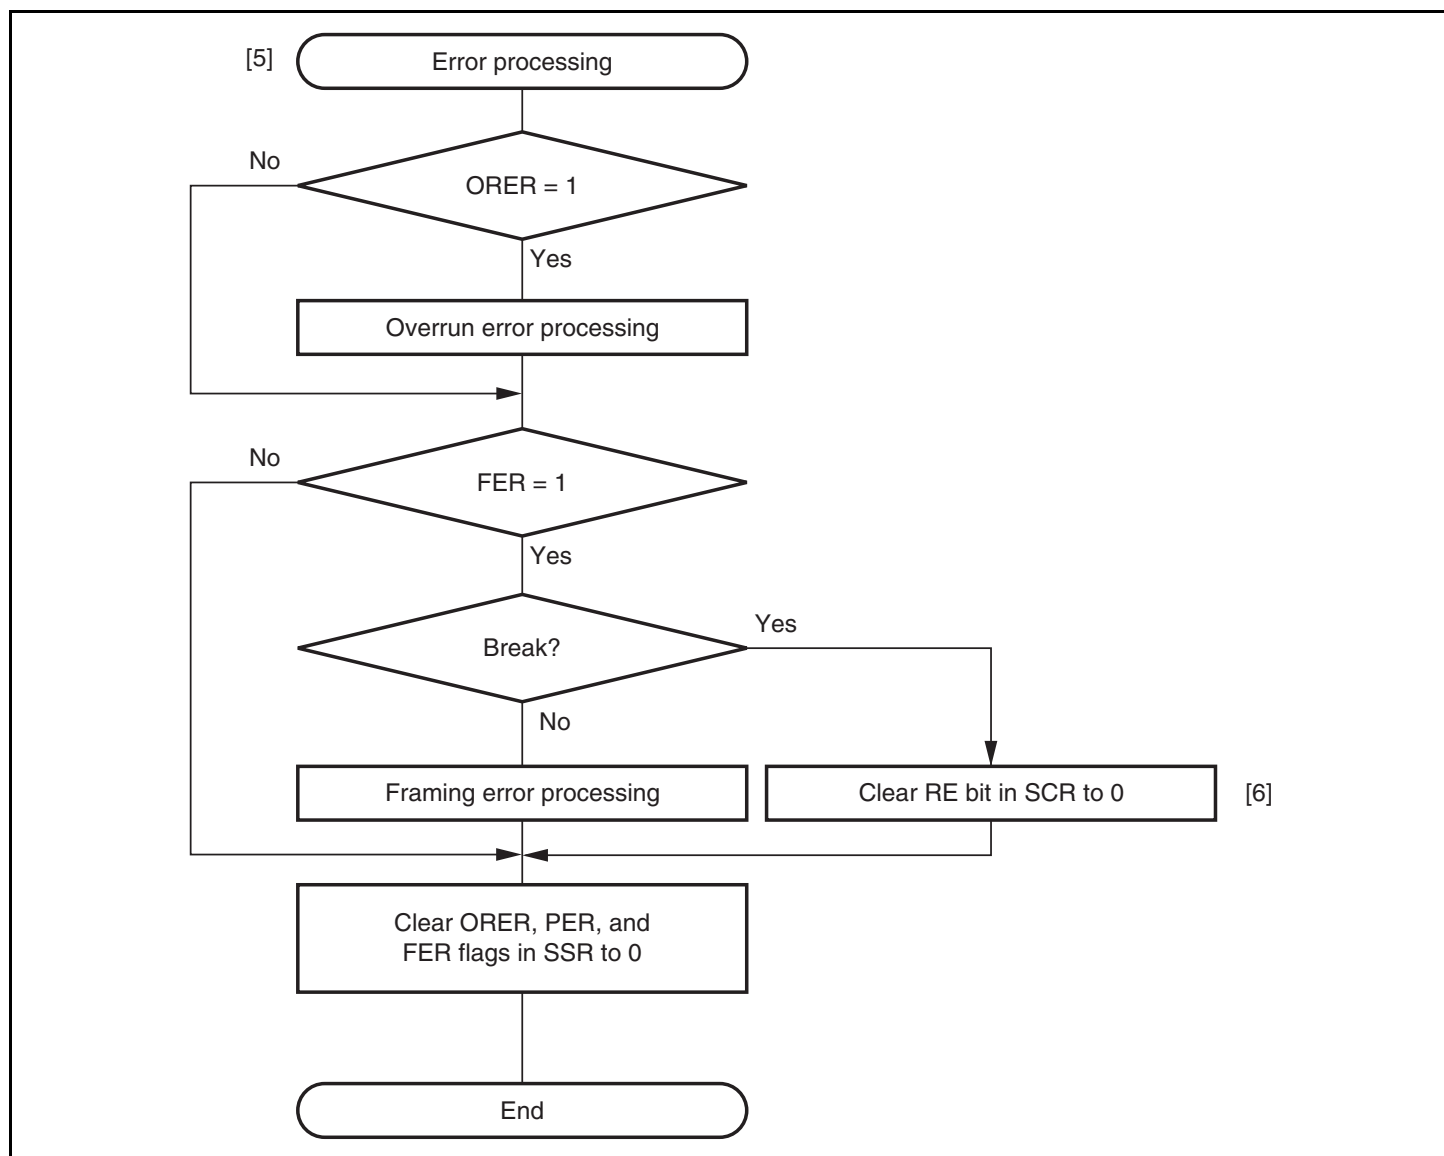 [5]
Error processing
No
ORER = 1
Yes
Overrun error processing
No
FER = 1
Yes
Break?
Yes
No
Framing error processing
Clear RE bit in SCR to 0
[6]
Clear ORER, PER, and
FER flags in SSR to 0
End